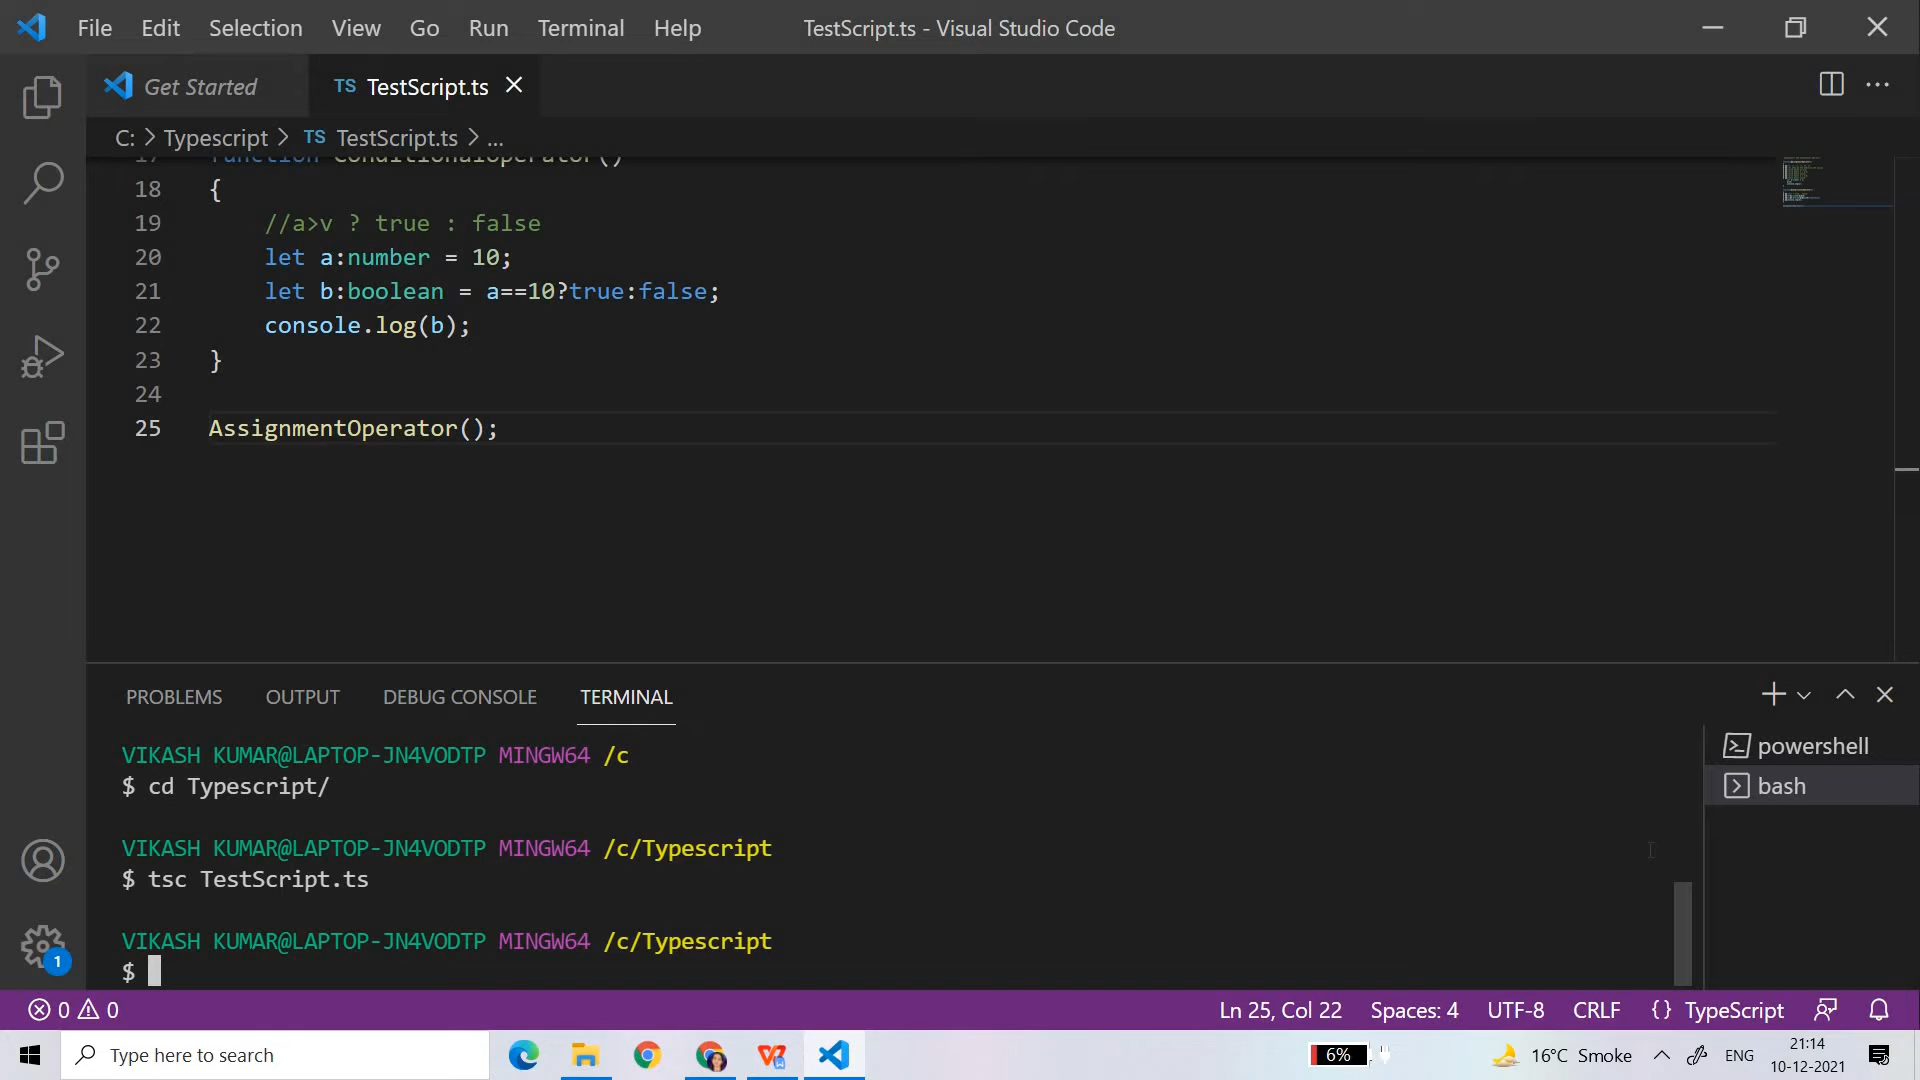 File Edit Selection View Go Run Terminal Help TestScript.ts - Visual Studio Code
Get Started TS TestScript.ts
C: > Typescript > TS TestScript.ts > ...
17 function ConditionalOperator()
18 {
19 //a>v ? true : false
20 let a:number = 10;
21 let b:boolean = a==10?true:false;
22 console.log(b);
23 }
24
25 AssignmentOperator();
PROBLEMS OUTPUT DEBUG CONSOLE TERMINAL
VIKASH KUMAR@LAPTOP-JN4VODTP MINGW64 /c
$ cd Typescript/
VIKASH KUMAR@LAPTOP-JN4VODTP MINGW64 /c/Typescript
$ tsc TestScript.ts
VIKASH KUMAR@LAPTOP-JN4VODTP MINGW64 /c/Typescript
$
powershell
bash
1
0 0 Ln 25, Col 22 Spaces: 4 UTF-8 CRLF {} TypeScript
Type here to search 6% 16°C Smoke ENG 21:14
10-12-2021